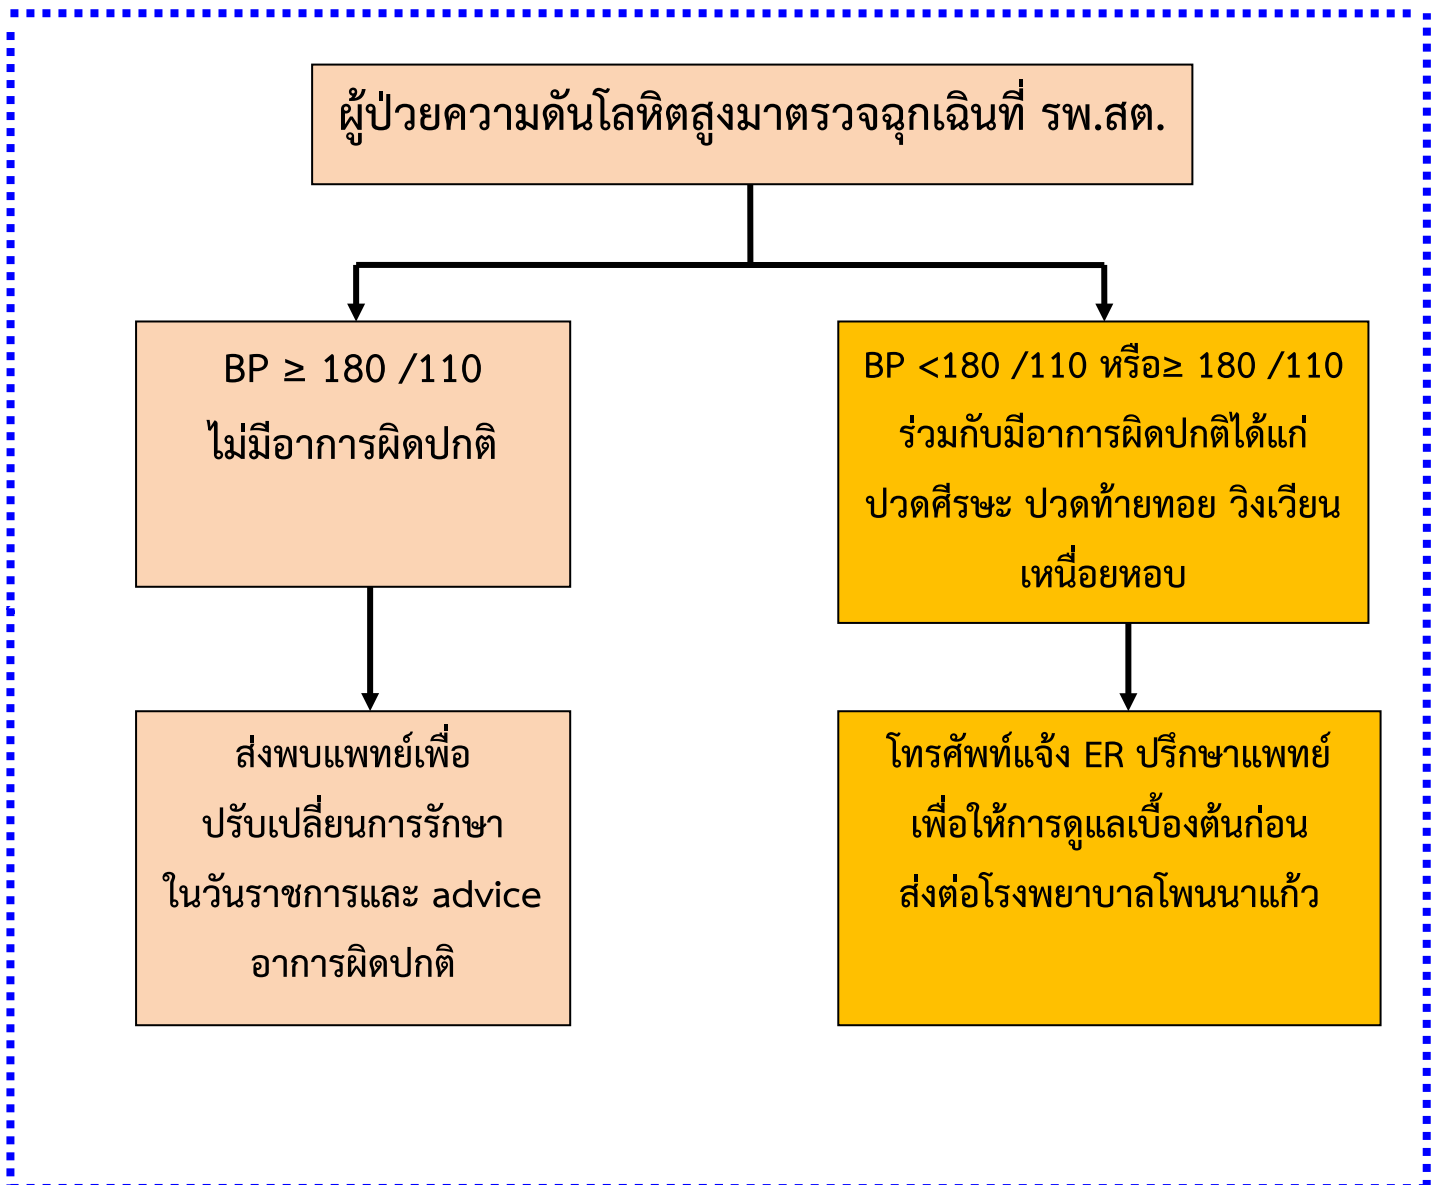 ผู้ป่วยความดันโลหิตสูงมาตรวจฉุกเฉินที่ รพ.สต.
BP ≥ 180 /110
ไม่มีอาการผิดปกติ
BP <180 /110 หรือ≥ 180 /110
ร่วมกับมีอาการผิดปกติได้แก่
ปวดศีรษะ ปวดท้ายทอย วิงเวียน
เหนื่อยหอบ
ส่งพบแพทย์เพื่อ
ปรับเปลี่ยนการรักษา
ในวันราชการและ advice
อาการผิดปกติ
โทรศัพท์แจ้ง ER ปรึกษาแพทย์
เพื่อให้การดูแลเบื้องต้นก่อน
ส่งต่อโรงพยาบาลโพนนาแก้ว